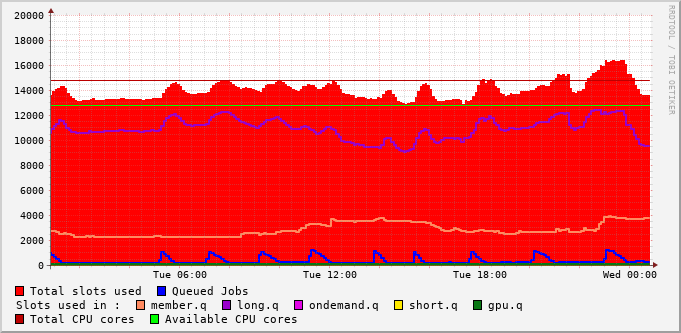 20000
18000
16000
14000
12000
10000
8000
6000
4000
2000
0
Tue 06:00 Tue 12:00 Tue 18:00 Wed 00:00
RRDTOOL / TOBI OETIKER
Total slots used Queued Jobs
Slots used in : member.q long.q ondemand.q short.q gpu.q
Total CPU cores Available CPU cores